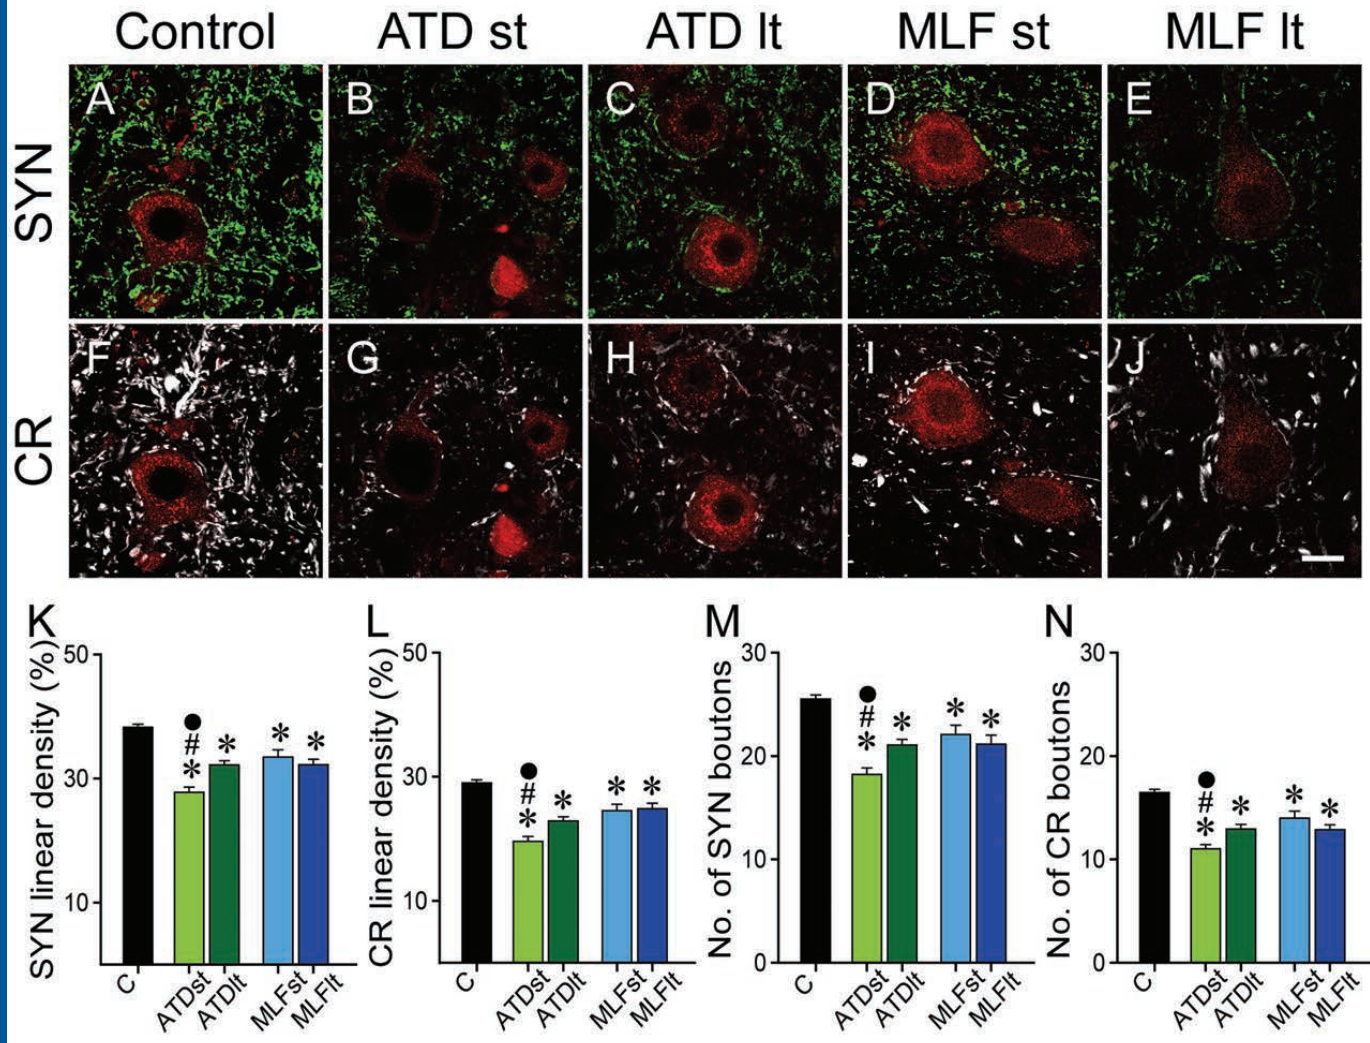 Control ATD st ATD lt MLF st MLF lt
SYN
A B C D E
CR
F G H I J
K L M N
SYN linear density (%)
50
30
10
●
#
* * * *
C ATDst ATDlt MLFst MLFlt
CR linear density (%)
50
30
10
●
#
* * * *
C ATDst ATDlt MLFst MLFlt
No. of SYN boutons
30
20
10
0
●
#
* * * *
C ATDst ATDlt MLFst MLFlt
No. of CR boutons
30
20
10
0
●
#
* * * *
C ATDst ATDlt MLFst MLFlt